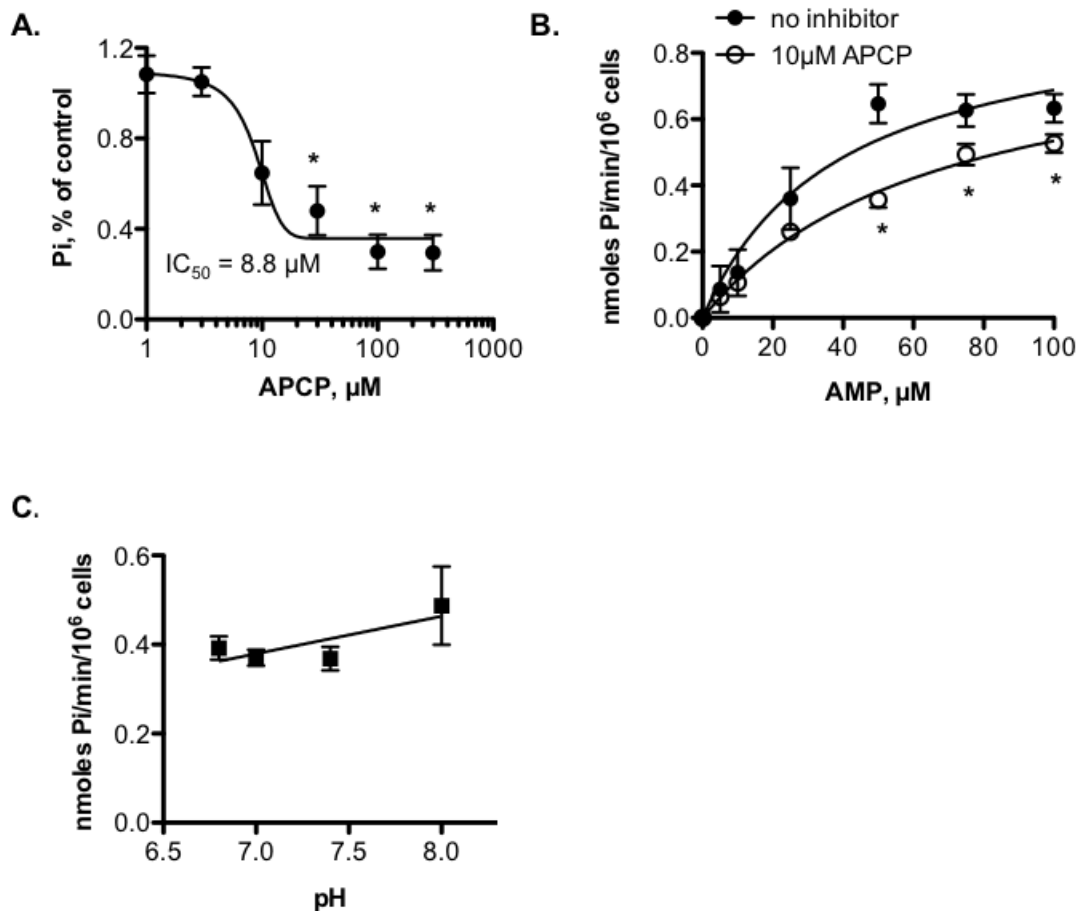 A.
1.2
0.8
0.4
0.0
Pi, % of control
*
*
*
IC50 = 8.8 µM
1
10
100
1000
APCP, µM
B.
no inhibitor
10µM APCP
0.8
0.6
0.4
0.2
0.0
nmoles Pi/min/10⁶ cells
*
*
*
0
20
40
60
80
100
AMP, µM
C.
0.6
0.4
0.2
0.0
nmoles Pi/min/10⁶ cells
6.5
7.0
7.5
8.0
pH